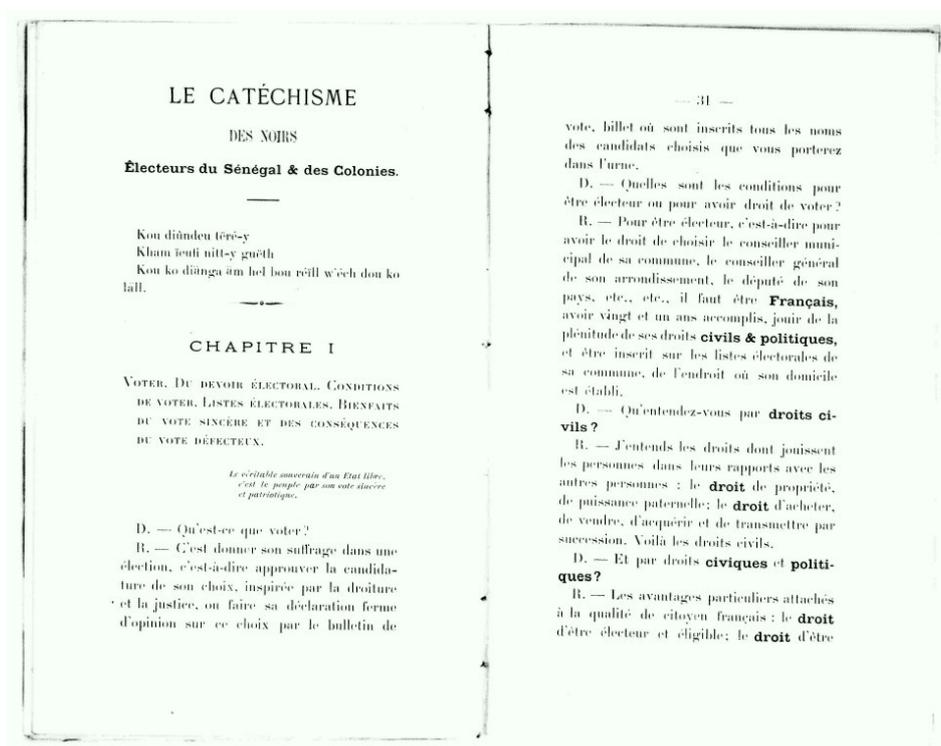 LE CATÉCHISME
DES NOIRS
Électeurs du Sénégal & des Colonies.
Kou diûndeu téré-y
Kham ïeufi nitt-y guëth
Kou ko diänga äm hel bou réïll w'éch dou ko
läll.
CHAPITRE I
VOTER. DU DEVOIR ÉLECTORAL. CONDITIONS
DE VOTER. LISTES ÉLECTORALES. BIENFAITS
DU VOTE SINCÈRE ET DES CONSÉQUENCES
DU VOTE DÉFECTEUX.
Le véritable souverain d'un Etat libre,
c'est le peuple par son vote sincère
et patriotique.
D. — Qu'est-ce que voter?
R. — C'est donner son suffrage dans une
élection, c'est-à-dire approuver la candida-
ture de son choix, inspirée par la droiture
et la justice, ou faire sa déclaration ferme
d'opinion sur ce choix par le bulletin de
— 31 —
vote, billet où sont inscrits tous les noms
des candidats choisis que vous porterez
dans l'urne.
D. — Quelles sont les conditions pour
être électeur ou pour avoir droit de voter?
R. — Pour être électeur, c'est-à-dire pour
avoir le droit de choisir le conseiller muni-
cipal de sa commune, le conseiller général
de son arrondissement, le député de son
pays, etc., etc., il faut être Français,
avoir vingt et un ans accomplis, jouir de la
plénitude de ses droits civils & politiques,
et être inscrit sur les listes électorales de
sa commune, de l'endroit où son domicile
est établi.
D. — Qu'entendez-vous par droits ci-
vils?
R. — J'entends les droits dont jouissent
les personnes dans leurs rapports avec les
autres personnes : le droit de propriété,
de puissance paternelle; le droit d'acheter,
de vendre, d'acquérir et de transmettre par
succession. Voilà les droits civils.
D. — Et par droits civiques et politi-
ques?
R. — Les avantages particuliers attachés
à la qualité de citoyen français : le droit
d'être électeur et éligible; le droit d'être